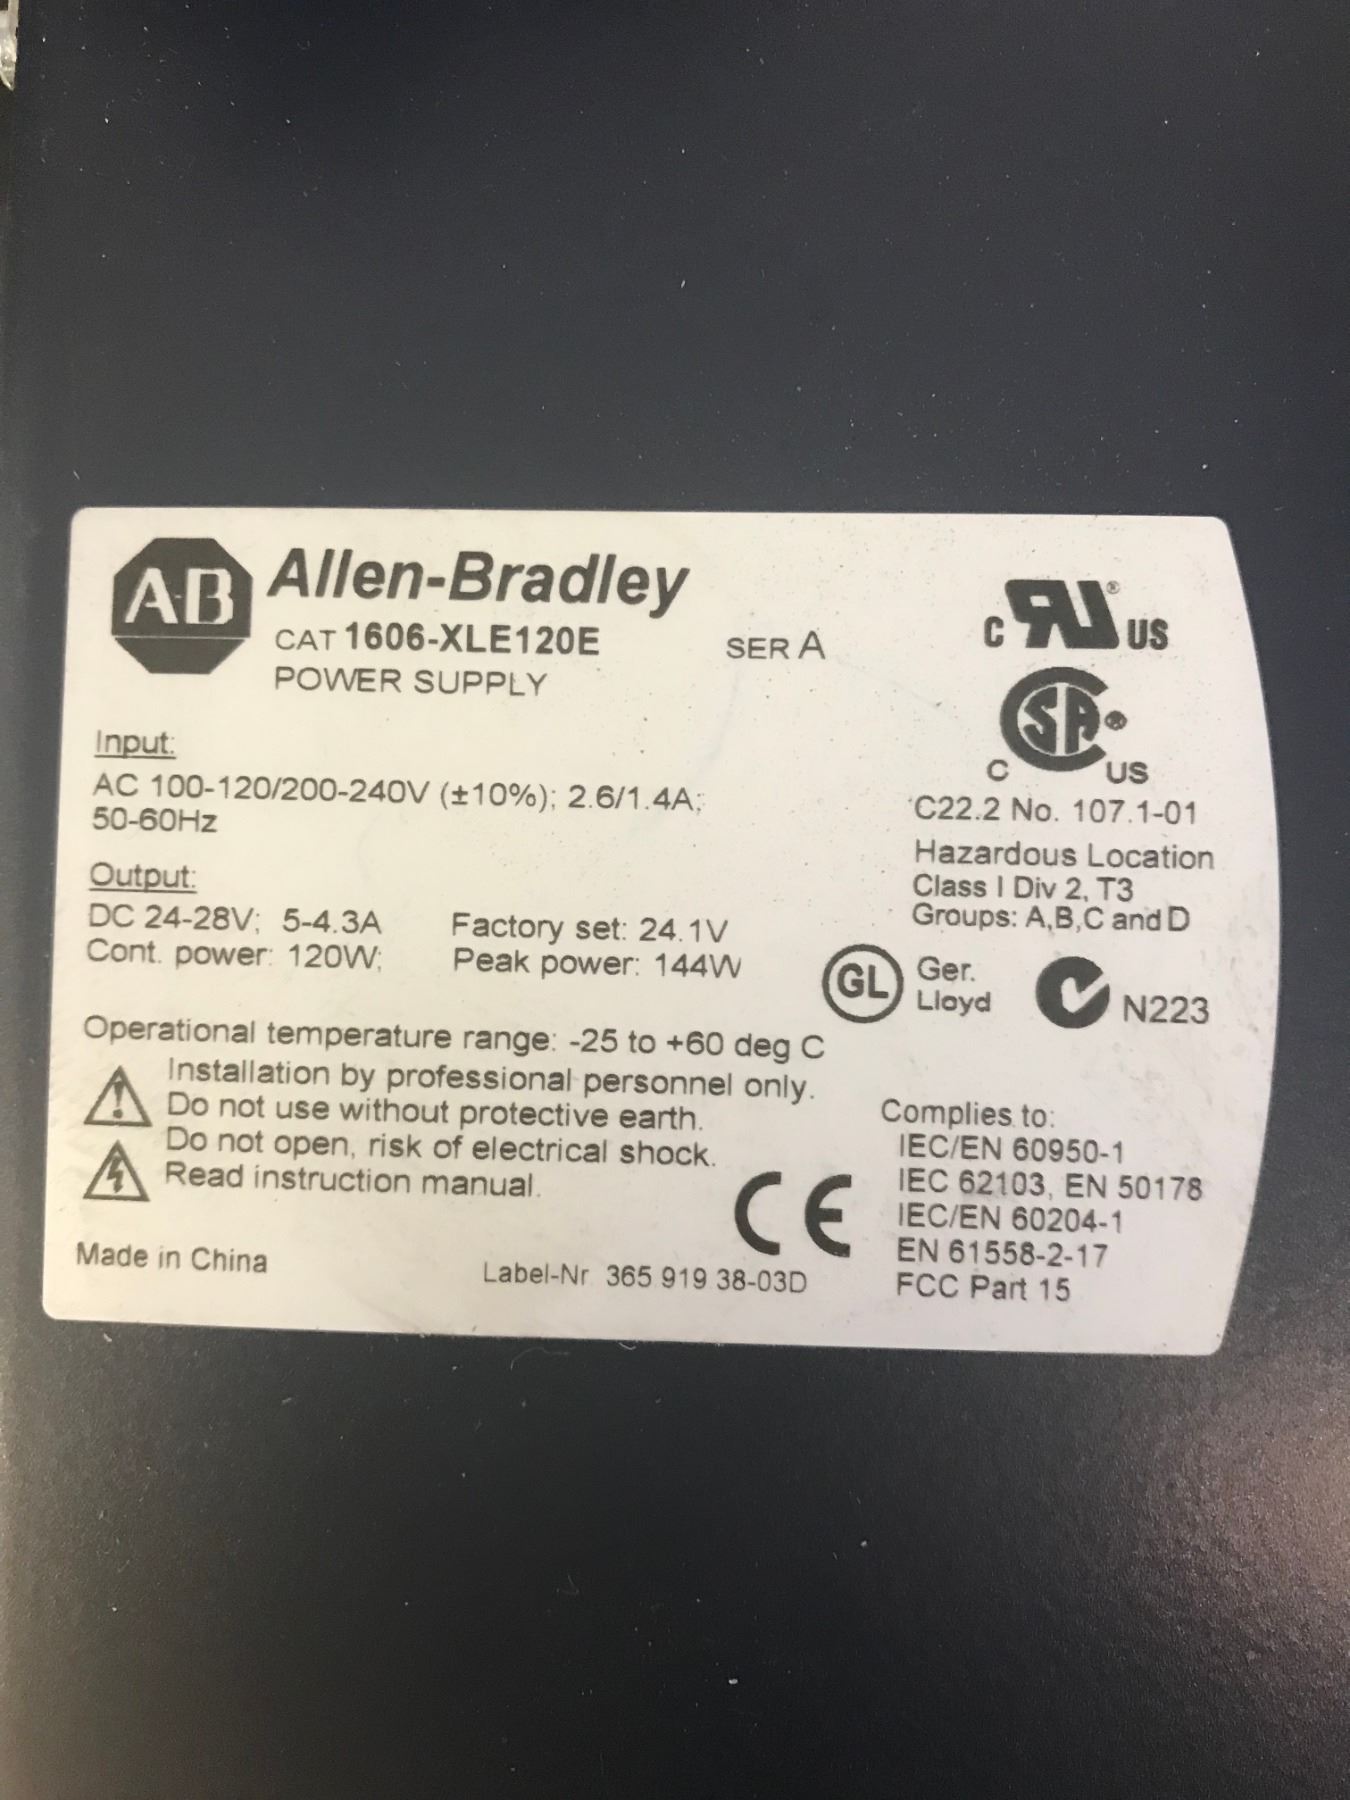 AB Allen-Bradley
CAT 1606-XLE120E SER A
POWER SUPPLY
Input:
AC 100-120/200-240V (±10%); 2.6/1.4A;
50-60Hz
Output:
DC 24-28V; 5-4.3A Factory set: 24.1V
Cont. power: 120W; Peak power: 144W
Operational temperature range: -25 to +60 deg C
Installation by professional personnel only.
Do not use without protective earth.
Do not open, risk of electrical shock.
Read instruction manual.
Made in China
Label-Nr 365 919 38-03D
CE
C RU® US
C SA® US
C22.2 No. 107.1-01
Hazardous Location
Class I Div 2, T3
Groups: A,B,C and D
GL Ger.
Lloyd
N223
Complies to:
IEC/EN 60950-1
IEC 62103, EN 50178
IEC/EN 60204-1
EN 61558-2-17
FCC Part 15